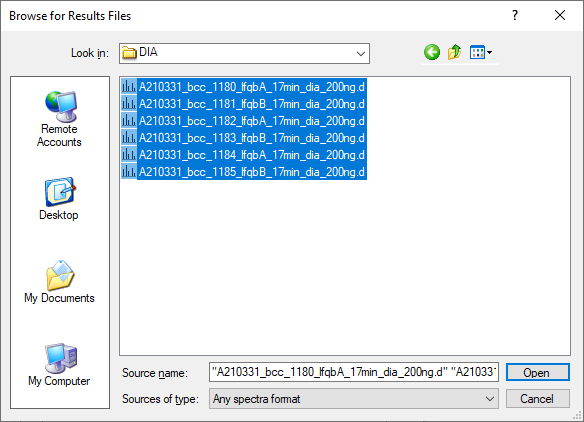 Browse for Results Files
?
Look in:
DIA
Remote
Accounts
Desktop
My Documents
My Computer
A210331_bcc_1180_lfqbA_17min_dia_200ng.d
A210331_bcc_1181_lfqbB_17min_dia_200ng.d
A210331_bcc_1182_lfqbA_17min_dia_200ng.d
A210331_bcc_1183_lfqbB_17min_dia_200ng.d
A210331_bcc_1184_lfqbA_17min_dia_200ng.d
A210331_bcc_1185_lfqbB_17min_dia_200ng.d
Source name:
"A210331_bcc_1180_lfqbA_17min_dia_200ng.d" "A210331
Open
Sources of type:
Any spectra format
Cancel